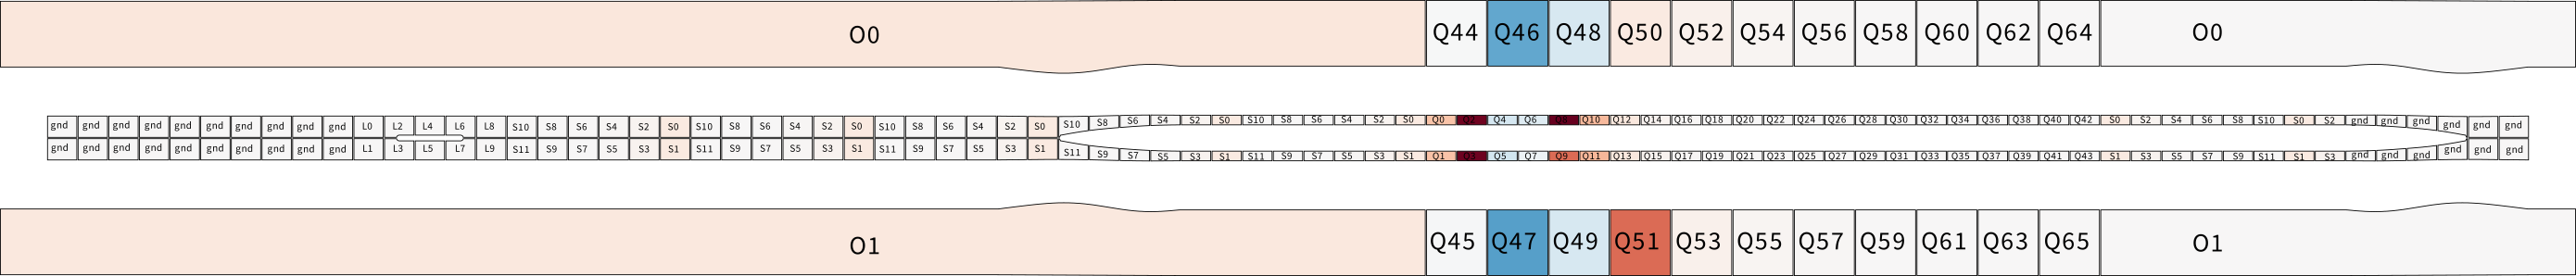 O0 Q44 Q46 Q48 Q50 Q52 Q54 Q56 Q58 Q60 Q62 Q64 O0
gnd gnd gnd gnd gnd gnd gnd gnd gnd gnd L0 L2 L4 L6 L8 S10 S8 S6 S4 S2 S0 S10 S8 S6 S4 S2 S0 S10 S8 S6 S4 S2 S0 S10 S8 S6 S4 S2 S0 S10 S8 S6 S4 S2 S0 Q0 Q2 Q4 Q6 Q8 Q10 Q12 Q14 Q16 Q18 Q20 Q22 Q24 Q26 Q28 Q30 Q32 Q34 Q36 Q38 Q40 Q42 S0 S2 S4 S6 S8 S10 S0 S2 gnd gnd gnd gnd gnd gnd
gnd gnd gnd gnd gnd gnd gnd gnd gnd gnd L1 L3 L5 L7 L9 S11 S9 S7 S5 S3 S1 S11 S9 S7 S5 S3 S1 S11 S9 S7 S5 S3 S1 S11 S9 S7 S5 S3 S1 S11 S9 S7 S5 S3 S1 Q1 Q3 Q5 Q7 Q9 Q11 Q13 Q15 Q17 Q19 Q21 Q23 Q25 Q27 Q29 Q31 Q33 Q35 Q37 Q39 Q41 Q43 S1 S3 S5 S7 S9 S11 S1 S3 gnd gnd gnd gnd gnd gnd
O1 Q45 Q47 Q49 Q51 Q53 Q55 Q57 Q59 Q61 Q63 Q65 O1